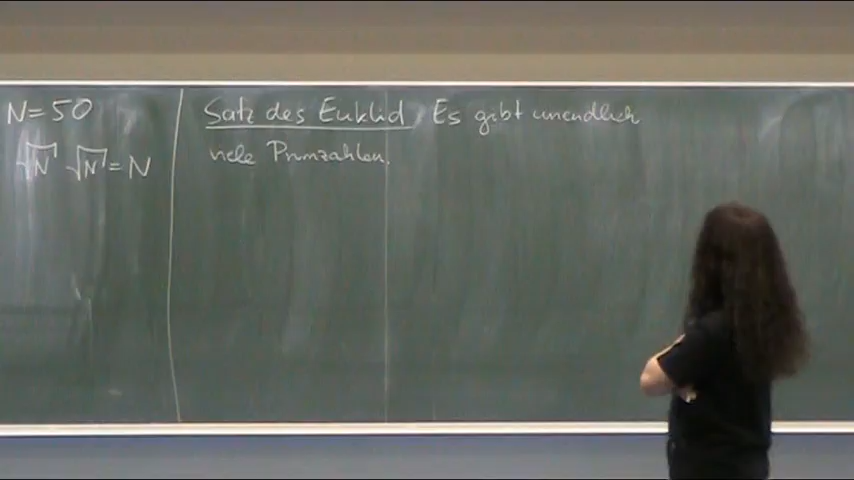 N=50
√N √N = N
Satz des Euklid Es gibt unendlich
viele Primzahlen.